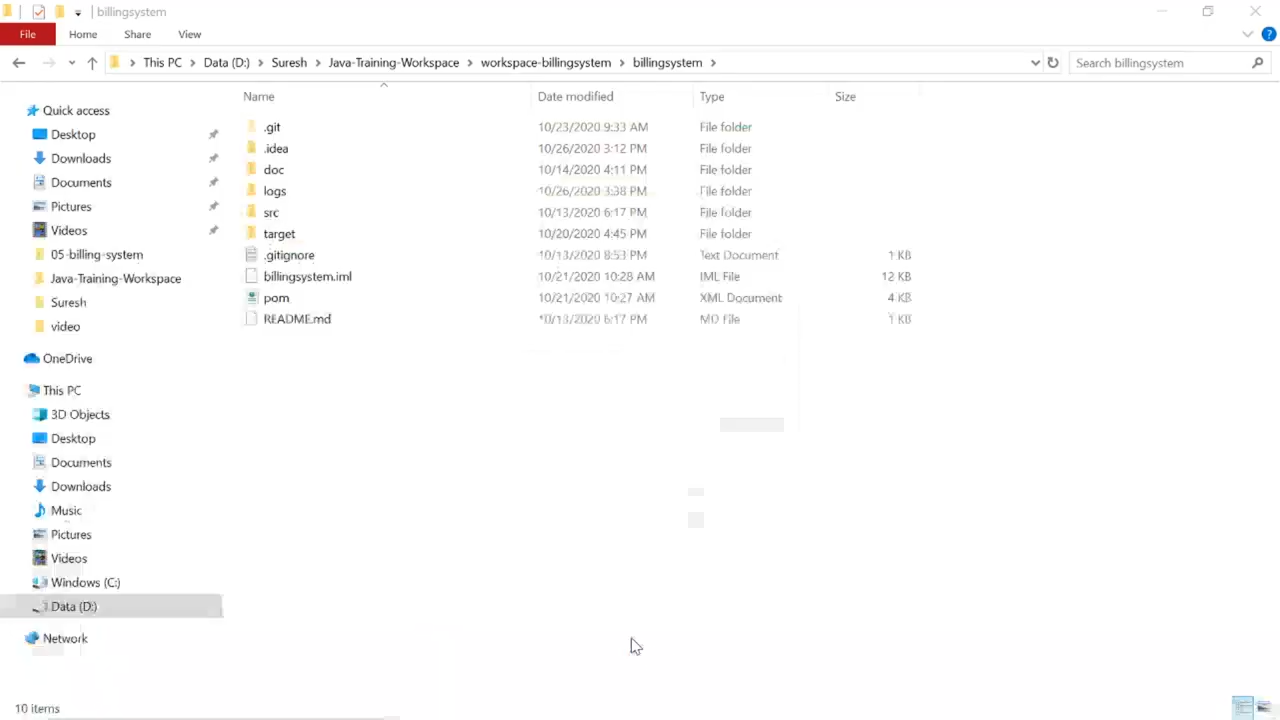 billingsystem
File Home Share View
This PC Data (D:) Suresh Java-Training-Workspace workspace-billingsystem billingsystem Search billingsystem
Name Date modified Type Size
Quick access
Desktop
Downloads
Documents
Pictures
Videos
05-billing-system
Java-Training-Workspace
Suresh
video
OneDrive
This PC
3D Objects
Desktop
Documents
Downloads
Music
Pictures
Videos
Windows (C:)
Data (D:)
Network
.git 10/23/2020 9:33 AM File folder
.idea 10/26/2020 3:12 PM File folder
doc 10/14/2020 4:11 PM File folder
logs 10/26/2020 3:38 PM File folder
src 10/13/2020 6:17 PM File folder
target 10/20/2020 4:45 PM File folder
.gitignore 10/13/2020 8:53 PM Text Document 1 KB
billingsystem.iml 10/21/2020 10:28 AM IML File 12 KB
pom 10/21/2020 10:27 AM XML Document 4 KB
README.md 10/13/2020 6:17 PM MD File 1 KB
10 items